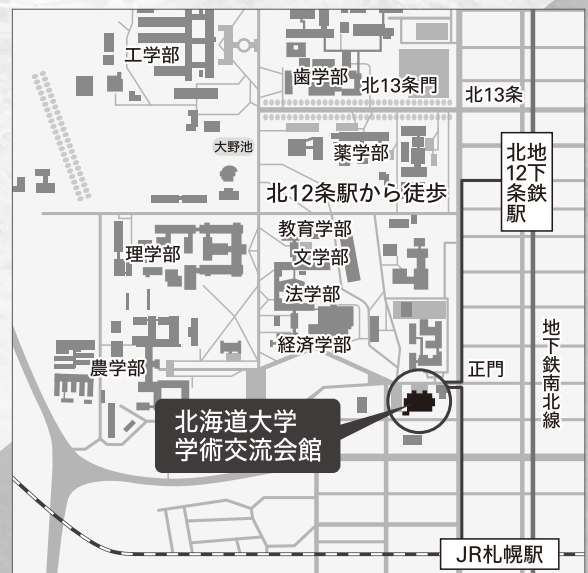 工学部
歯学部
北13条門
北13条
大野池
薬学部
地下鉄
北12条駅
北12条駅から徒歩
教育学部
文学部
理学部
法学部
経済学部
地下鉄南北線
農学部
正門
北海道大学
学術交流会館
JR札幌駅